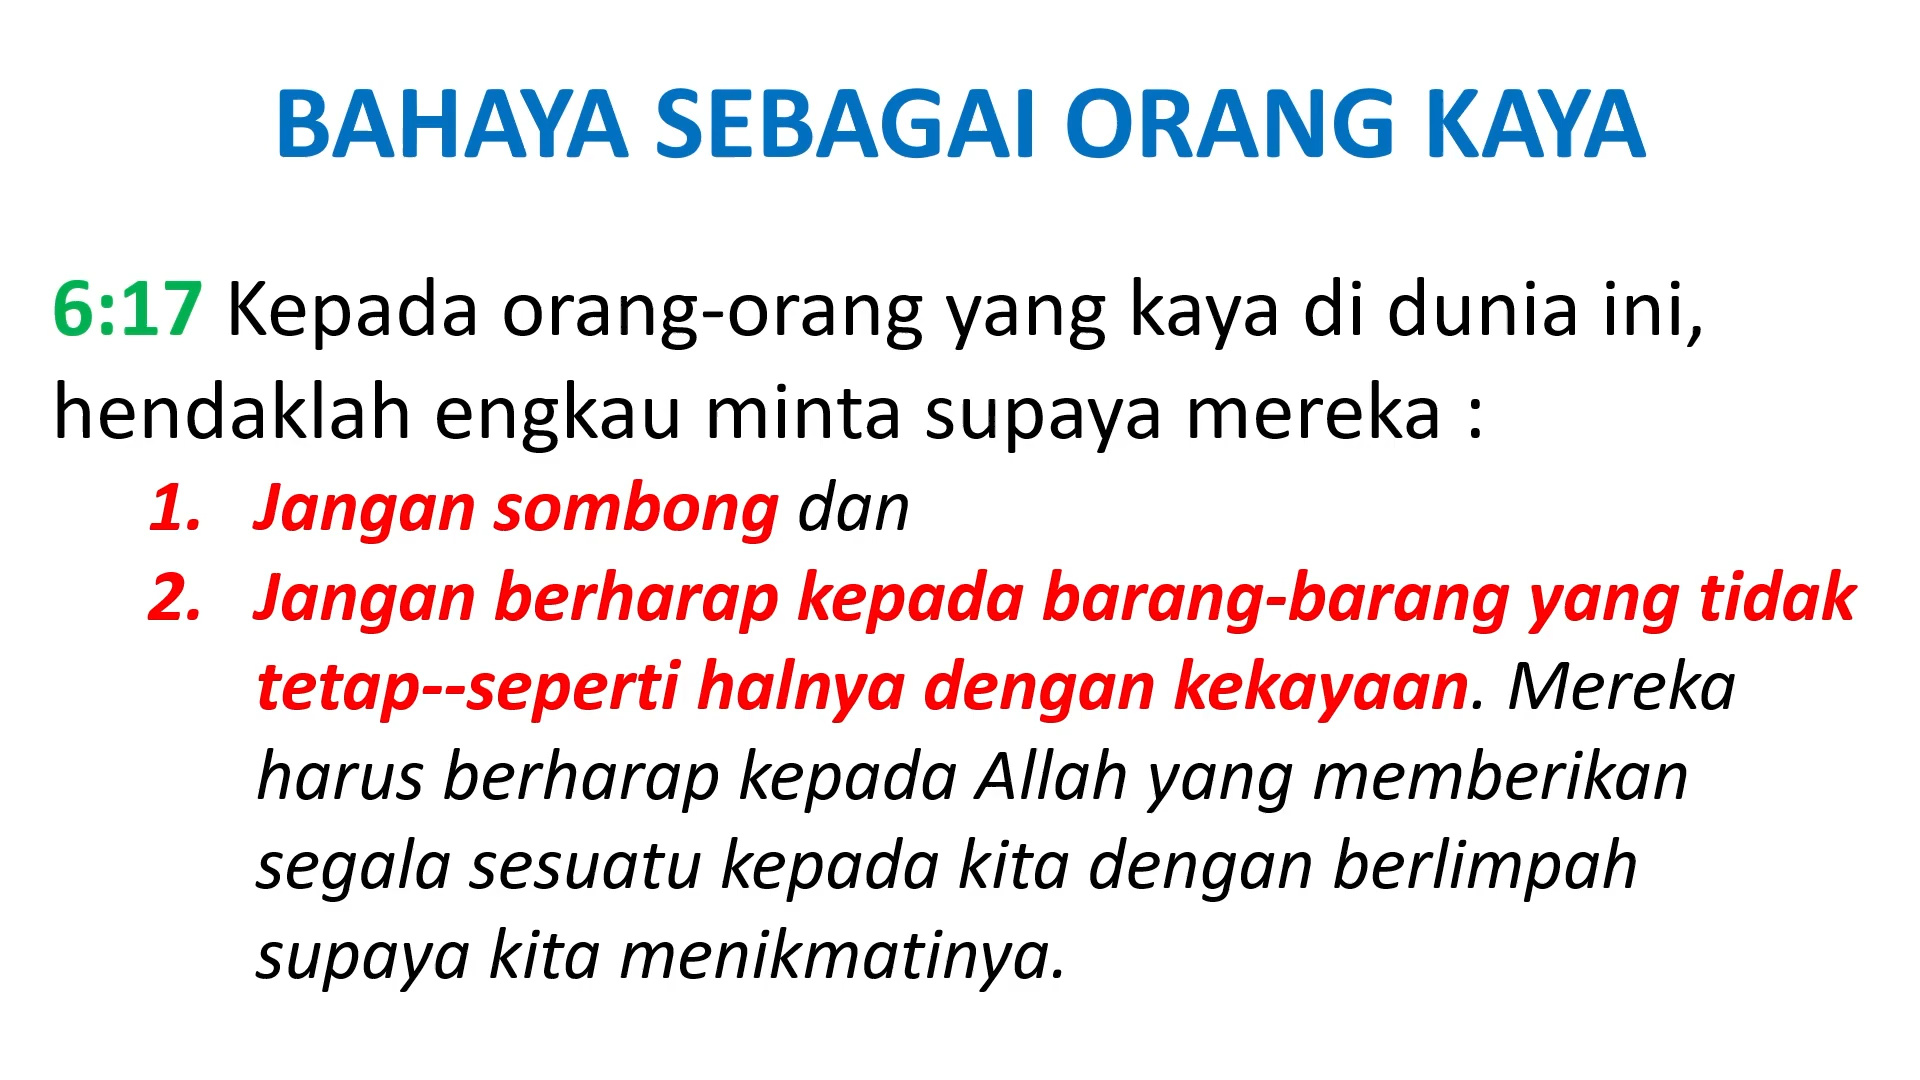 BAHAYA SEBAGAI ORANG KAYA
6:17 Kepada orang-orang yang kaya di dunia ini,
hendaklah engkau minta supaya mereka :
1. Jangan sombong dan
2. Jangan berharap kepada barang-barang yang tidak
tetap--seperti halnya dengan kekayaan. Mereka
harus berharap kepada Allah yang memberikan
segala sesuatu kepada kita dengan berlimpah
supaya kita menikmatinya.